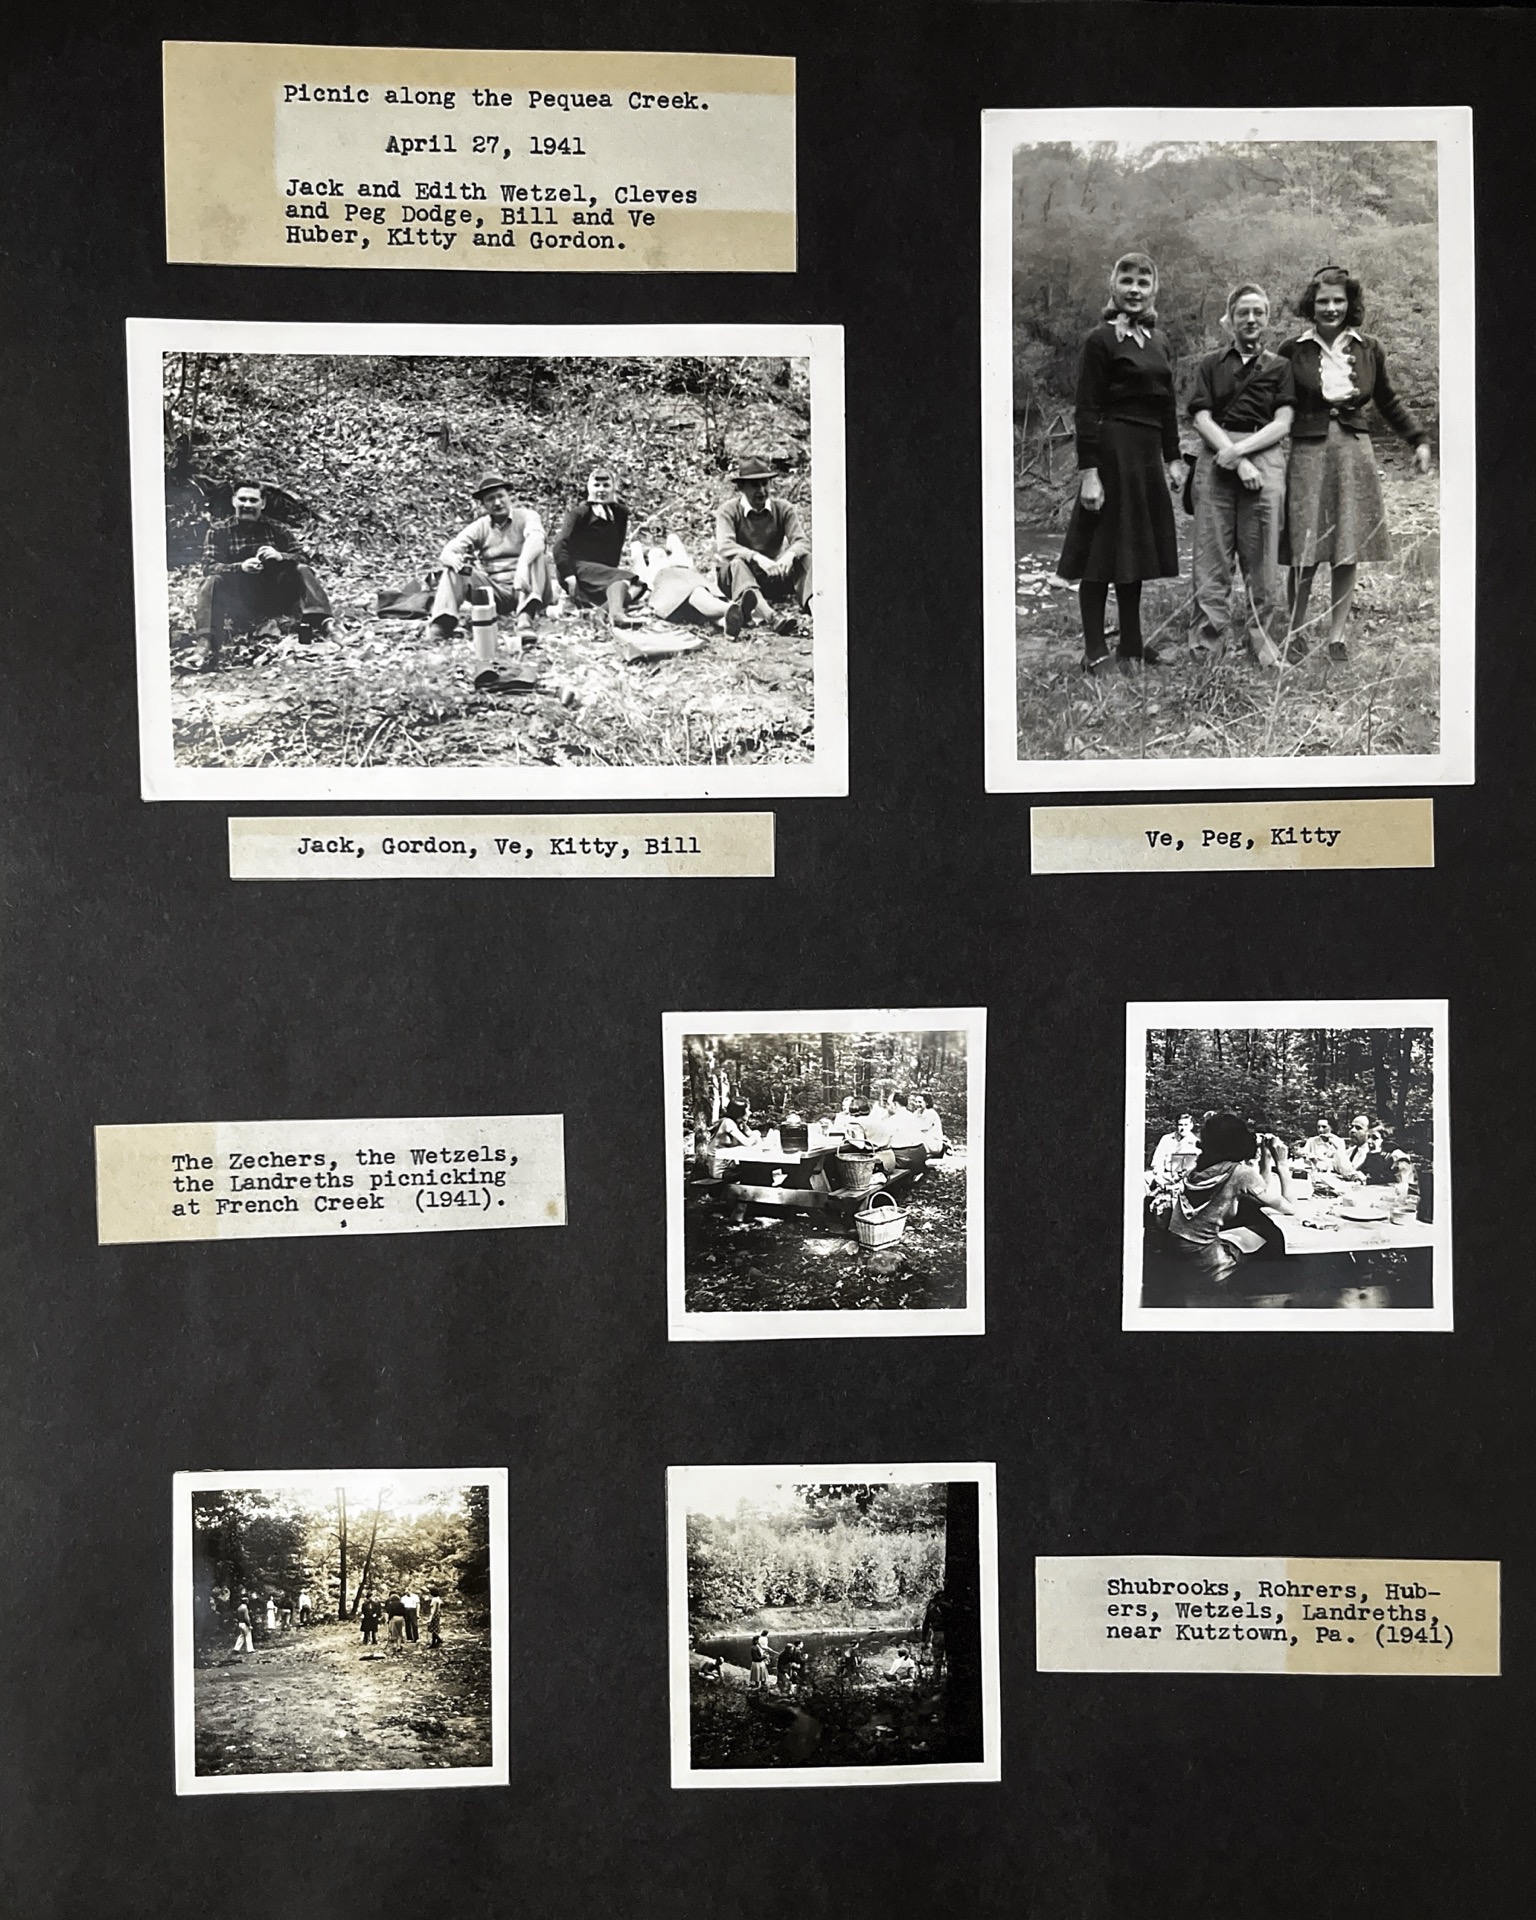 Picnic along the Pequea Creek.
April 27, 1941
Jack and Edith Wetzel, Cleves
and Peg Dodge, Bill and Ve
Huber, Kitty and Gordon.
Jack, Gordon, Ve, Kitty, Bill
Ve, Peg, Kitty
The Zechers, the Wetzels,
the Landreths picnicking
at French Creek (1941).
Shubrooks, Rohrers, Hub-
ers, Wetzels, Landreths,
near Kutztown, Pa. (1941)